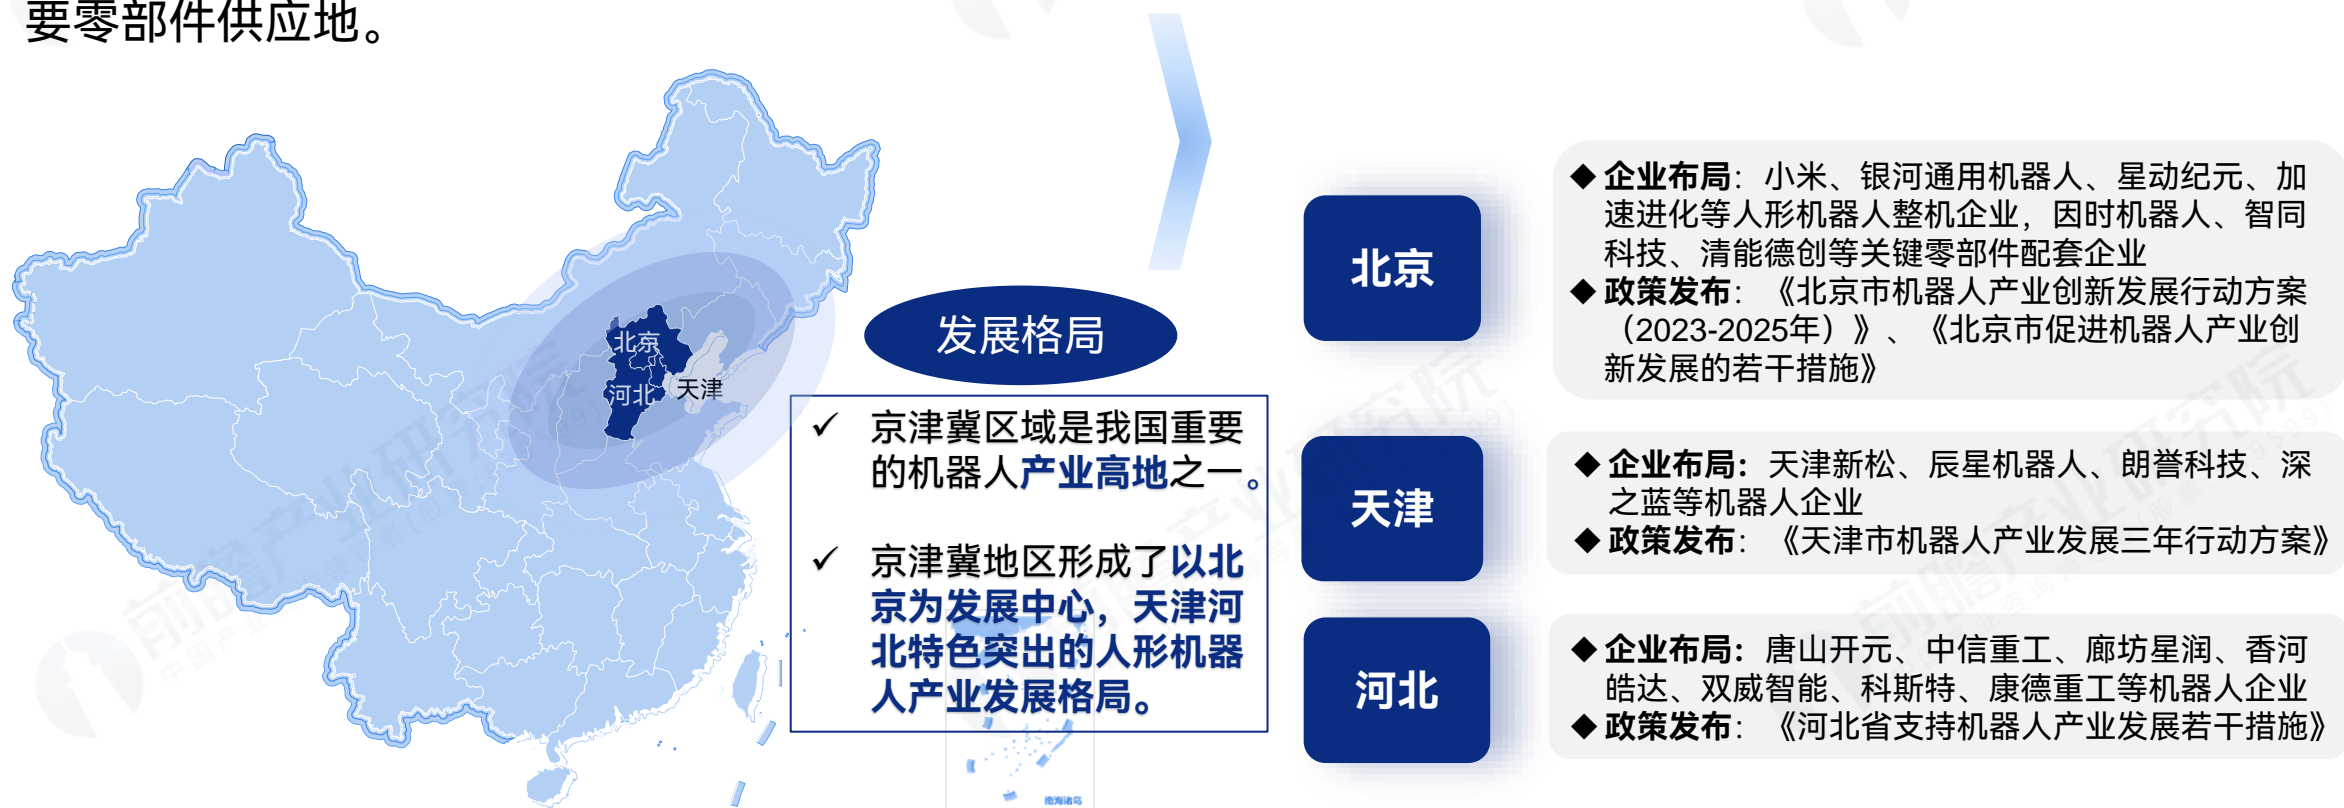 要零部件供应地。
北京
河北
天津
发展格局
✓ 京津冀区域是我国重要
的机器人产业高地之一。
✓ 京津冀地区形成了以北
京为发展中心，天津河
北特色突出的人形机器
人产业发展格局。
南海诸岛
北京
◆企业布局：小米、银河通用机器人、星动纪元、加
速进化等人形机器人整机企业，因时机器人、智同
科技、清能德创等关键零部件配套企业
◆政策发布：《北京市机器人产业创新发展行动方案
（2023-2025年）》、《北京市促进机器人产业创
新发展的若干措施》
天津
◆企业布局：天津新松、辰星机器人、朗誉科技、深
之蓝等机器人企业
◆政策发布：《天津市机器人产业发展三年行动方案》
河北
◆企业布局：唐山开元、中信重工、廊坊星润、香河
皓达、双威智能、科斯特、康德重工等机器人企业
◆政策发布：《河北省支持机器人产业发展若干措施》
前瞻产业研究院